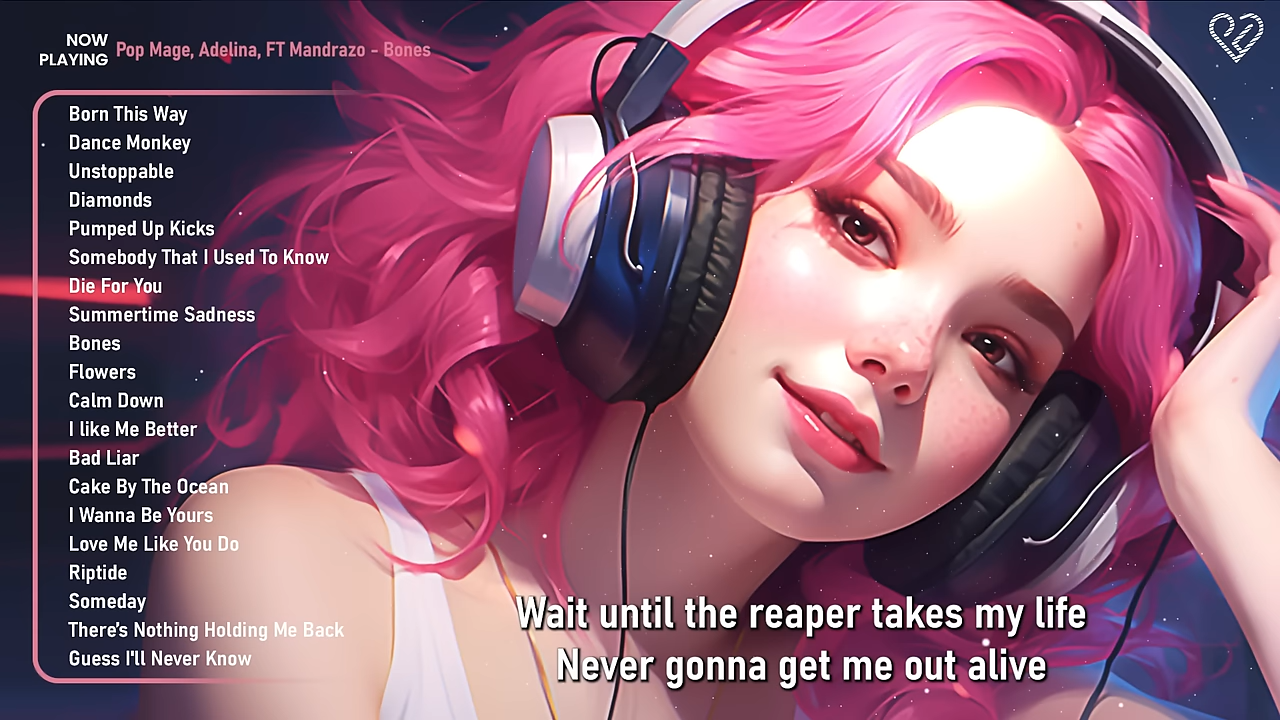 NOW
PLAYING
Pop Mage, Adelina, FT Mandrazo - Bones
Born This Way
Dance Monkey
Unstoppable
Diamonds
Pumped Up Kicks
Somebody That I Used To Know
Die For You
Summertime Sadness
Bones
Flowers
Calm Down
I like Me Better
Bad Liar
Cake By The Ocean
I Wanna Be Yours
Love Me Like You Do
Riptide
Someday
There's Nothing Holding Me Back
Guess I'll Never Know
Wait until the reaper takes my life
Never gonna get me out alive